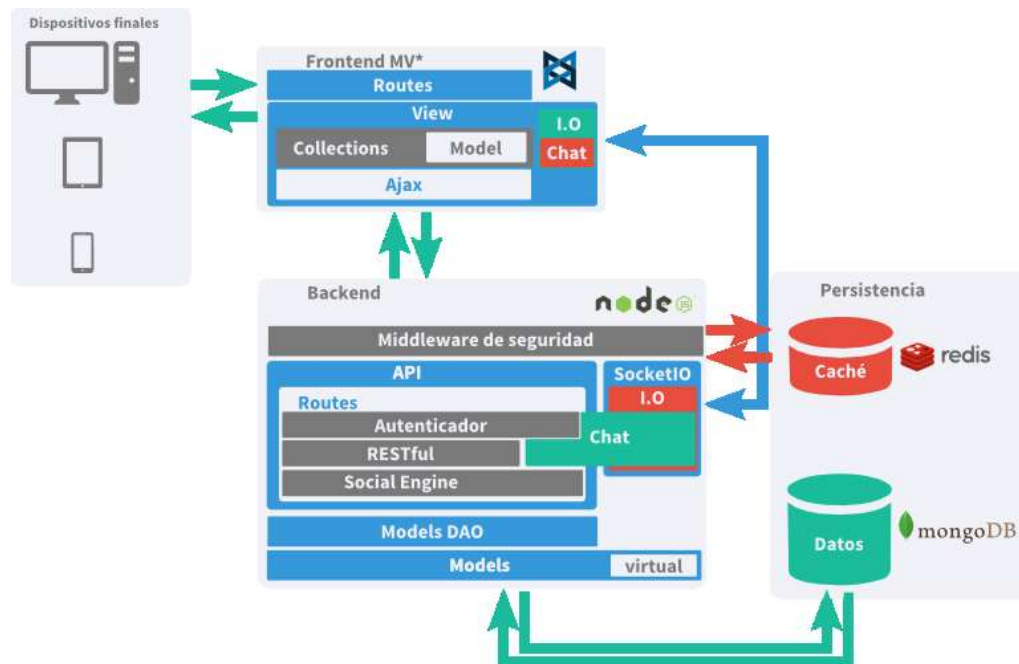 Dispositivos finales
Frontend MV*
Routes
View
I.O
Collections
Model
Chat
Ajax
Backend
node
JS
Middleware de seguridad
API
SocketIO
Routes
I.O
Autenticador
Chat
RESTful
Social Engine
Models DAO
Models
virtual
Persistencia
Caché
redis
Datos
mongoDB